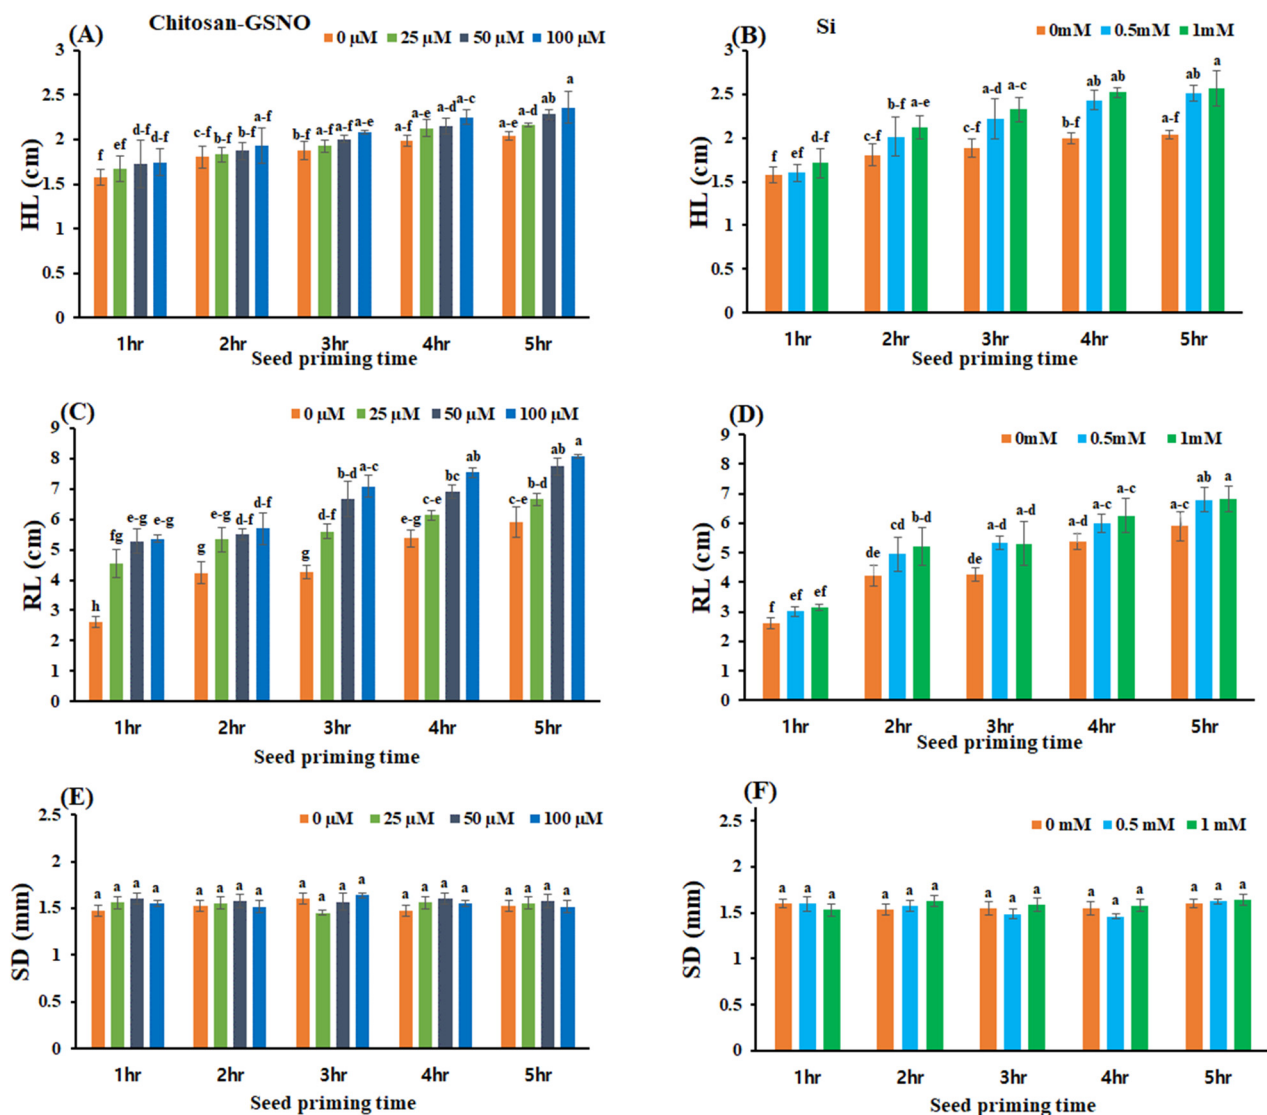 (A) Chitosan-GSNO
0 µM 25 µM 50 µM 100 µM
HL (cm)
3
2.5
2
1.5
1
0.5
0
f ef d-f d-f
c-f b-f b-f a-f
b-f a-f a-f a-e
a-f a-e a-d a-c
a-e a-d ab a
1hr 2hr 3hr 4hr 5hr
Seed priming time
(B) Si
0mM 0.5mM 1mM
HL (cm)
3
2.5
2
1.5
1
0.5
0
f ef d-f
c-f b-f a-e
c-f a-d a-c
b-f ab ab
b-f ab a
1hr 2hr 3hr 4hr 5hr
Seed priming time
(C)
0 µM 25 µM 50 µM 100 µM
RL (cm)
9
8
7
6
5
4
3
2
1
0
h fg e-g e-g
g e-g d-f d-f
g d-f b-d a-c
e-g c-e bc ab
c-e b-d ab a
1hr 2hr 3hr 4hr 5hr
Seed priming time
(D)
0mM 0.5mM 1mM
RL (cm)
9
8
7
6
5
4
3
2
1
0
f ef ef
de cd b-d
de a-d a-d
a-d a-c a-c
a-c ab a
1hr 2hr 3hr 4hr 5hr
Seed priming time
(E)
0 µM 25 µM 50 µM 100 µM
SD (mm)
2.5
2
1.5
1
0.5
0
a a a a
a a a a
a a a a
a a a a
a a a a
1hr 2hr 3hr 4hr 5hr
Seed priming time
(F)
0 mM 0.5 mM 1 mM
SD (mm)
2.5
2
1.5
1
0.5
0
a a a
a a a
a a a
a a a
a a a
1hr 2hr 3hr 4hr 5hr
Seed priming time